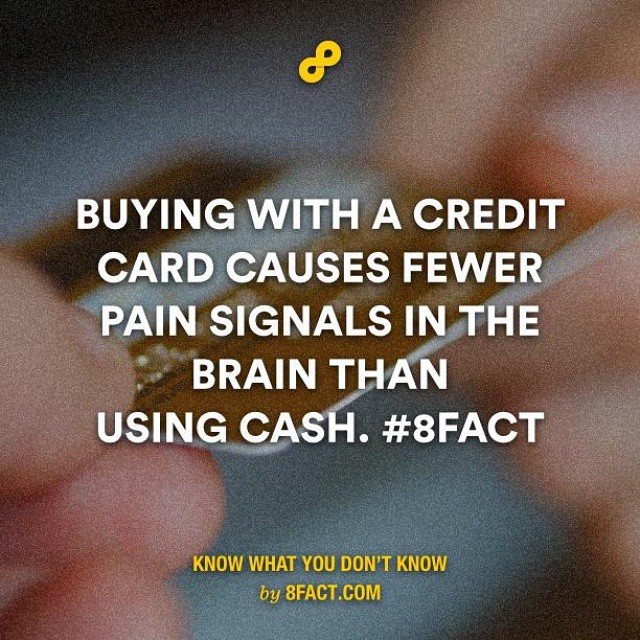 BUYING WITH A CREDIT
CARD CAUSES FEWER
PAIN SIGNALS IN THE
BRAIN THAN
USING CASH. #8FACT
KNOW WHAT YOU DON'T KNOW
by 8FACT.COM